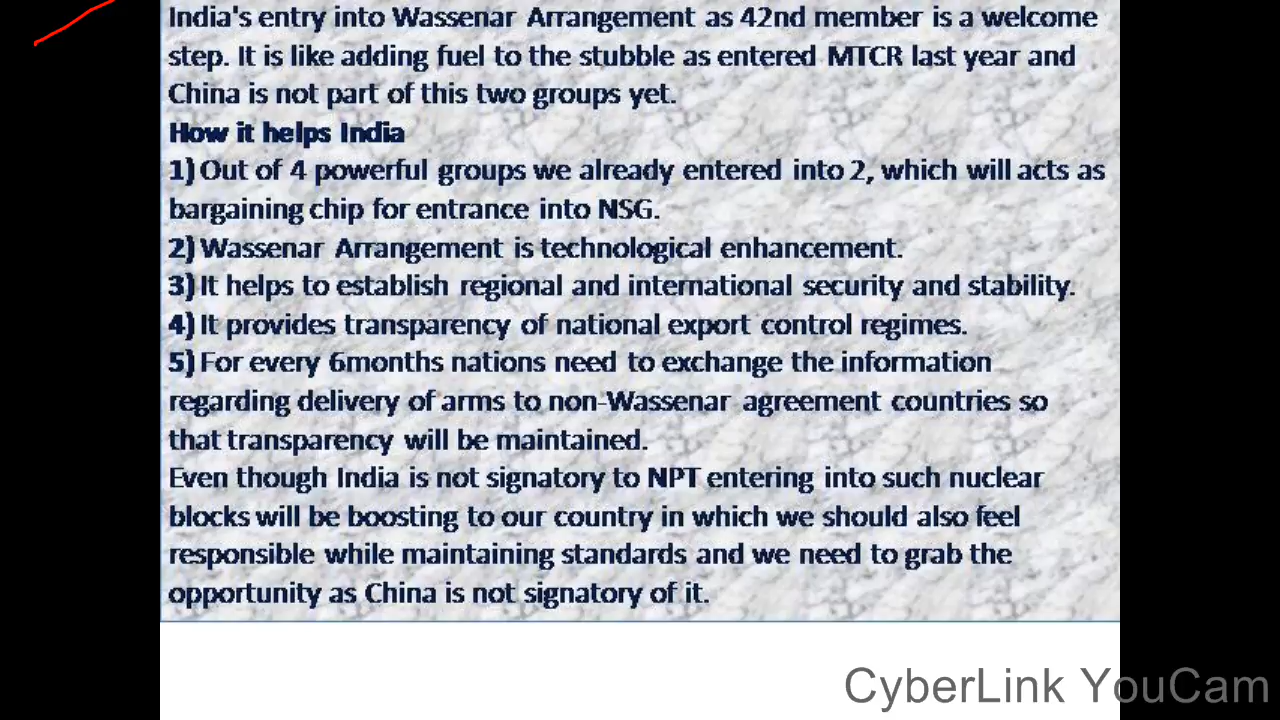 India's entry into Wassenar Arrangement as 42nd member is a welcome
step. It is like adding fuel to the stubble as entered MTCR last year and
China is not part of this two groups yet.
How it helps India
1) Out of 4 powerful groups we already entered into 2, which will acts as
bargaining chip for entrance into NSG.
2) Wassenar Arrangement is technological enhancement.
3) It helps to establish regional and international security and stability.
4) It provides transparency of national export control regimes.
5) For every 6months nations need to exchange the information
regarding delivery of arms to non-Wassenar agreement countries so
that transparency will be maintained.
Even though India is not signatory to NPT entering into such nuclear
blocks will be boosting to our country in which we should also feel
responsible while maintaining standards and we need to grab the
opportunity as China is not signatory of it.
CyberLink YouCam